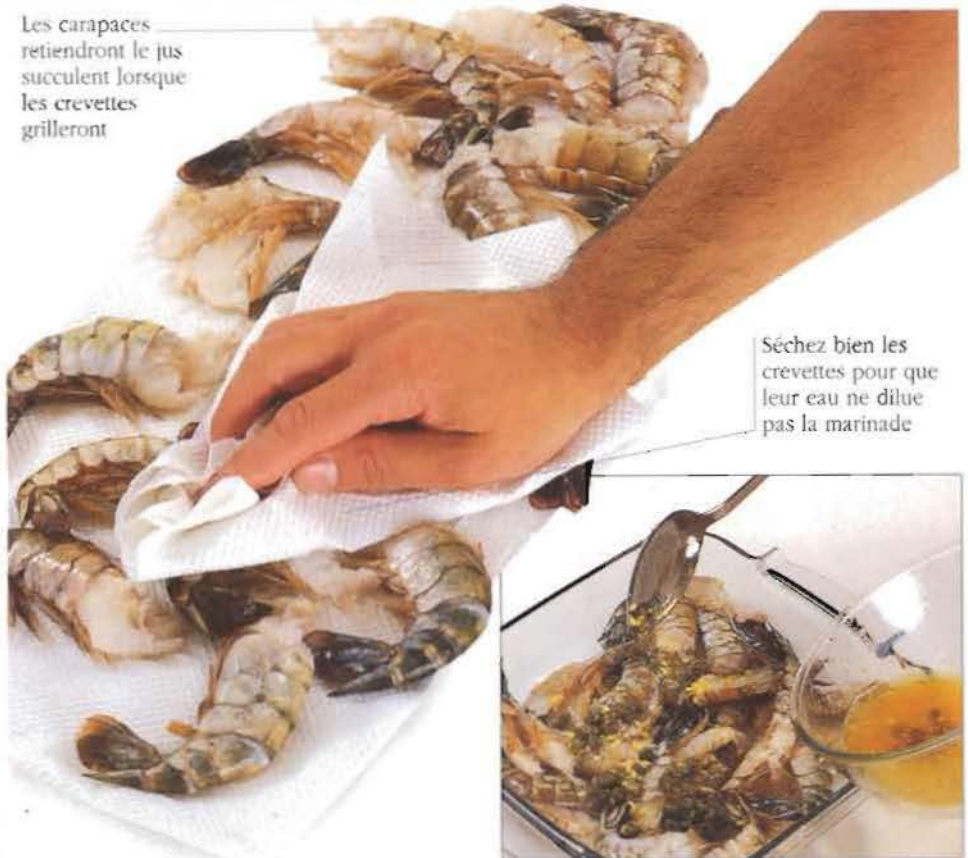 Les carapaces
retiendront le jus
succulent lorsque
les crevettes
grilleront
Séchez bien les
crevettes pour que
leur eau ne dilue
pas la marinade